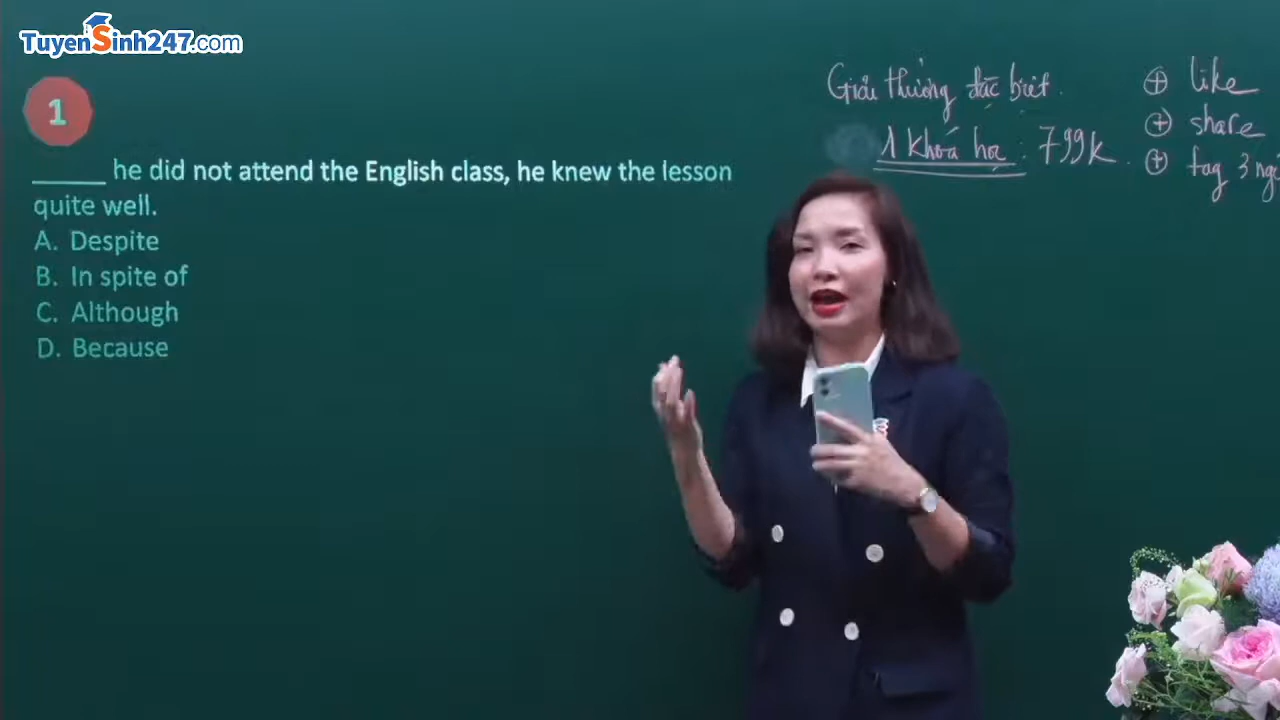 TuyenSinh247.com
1
_____ he did not attend the English class, he knew the lesson
quite well.
A. Despite
B. In spite of
C. Although
D. Because
Giải thưởng đặc biệt.
1 khoá học : 799k.
+ like
+ share
+ tag 3